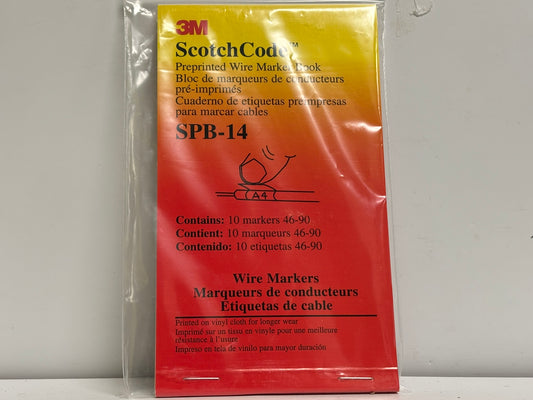 3M
ScotchCode™
Preprinted Wire Marker Book
Bloc de marqueurs de conducteurs
pré-imprimés
Cuaderno de etiquetas preimpresas
para marcar cables
SPB-14
A4
Contains: 10 markers 46-90
Contient: 10 marqueurs 46-90
Contenido: 10 etiquetas 46-90
Wire Markers
Marqueurs de conducteurs
Etiquetas de cable
Printed on vinyl cloth for longer wear
Imprimé sur un tissu en vinyle pour une meilleure
résistance à l'usure
Impreso en tela de vinilo para mayor duración